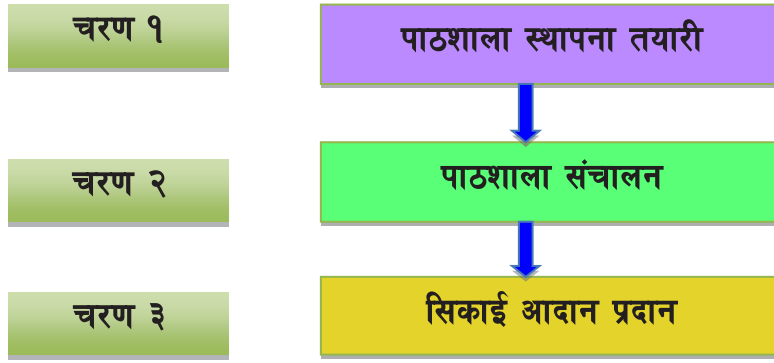 चरण १
पाठशाला स्थापना तयारी
चरण २
पाठशाला संचालन
चरण ३
सिकाई आदान प्रदान